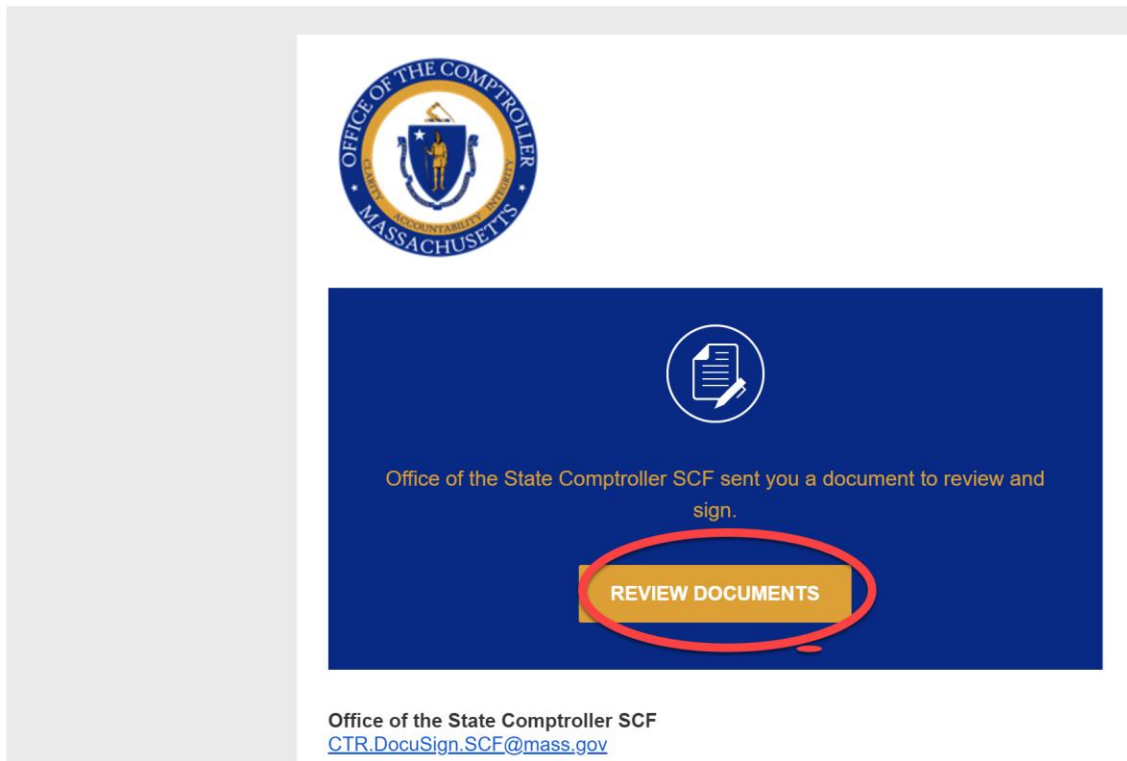 OFFICE OF THE COMPTROLLER
MASSACHUSETTS
CLARITY ACCOUNTABILITY INTEGRITY
Office of the State Comptroller SCF sent you a document to review and
sign.
REVIEW DOCUMENTS
Office of the State Comptroller SCF
CTR.DocuSign.SCF@mass.gov